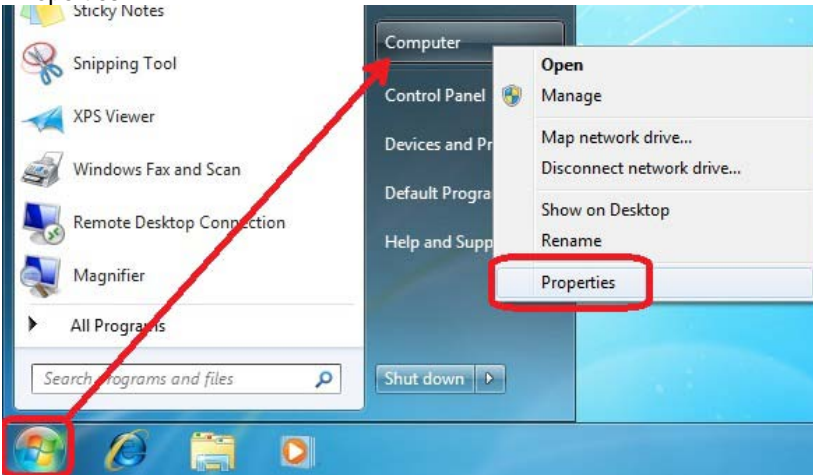 Sticky Notes
Snipping Tool
XPS Viewer
Windows Fax and Scan
Remote Desktop Connection
Magnifier
All Programs
Search programs and files
Computer
Control Panel
Devices and Pr
Default Progra
Help and Supp
Shut down
Open
Manage
Map network drive...
Disconnect network drive...
Show on Desktop
Rename
Properties